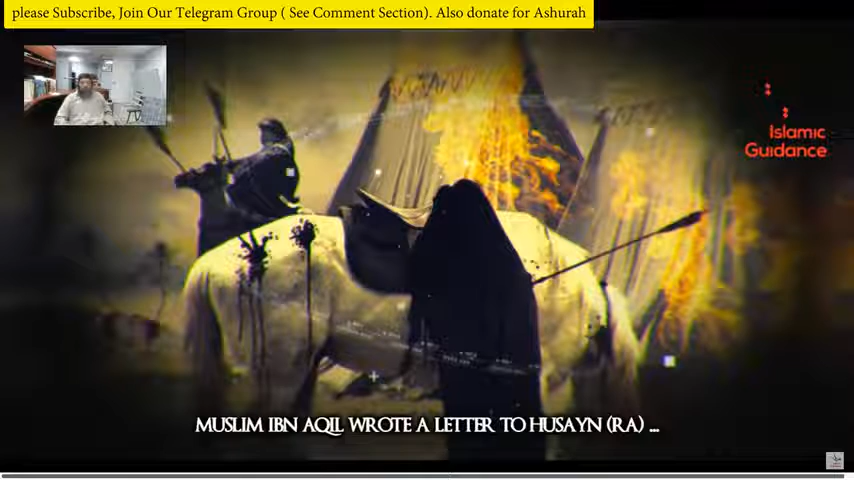 please Subscribe, Join Our Telegram Group ( See Comment Section). Also donate for Ashurah
Islamic
Guidance
MUSLIM IBN AQIL WROTE A LETTER TO HUSAYN (RA) ...